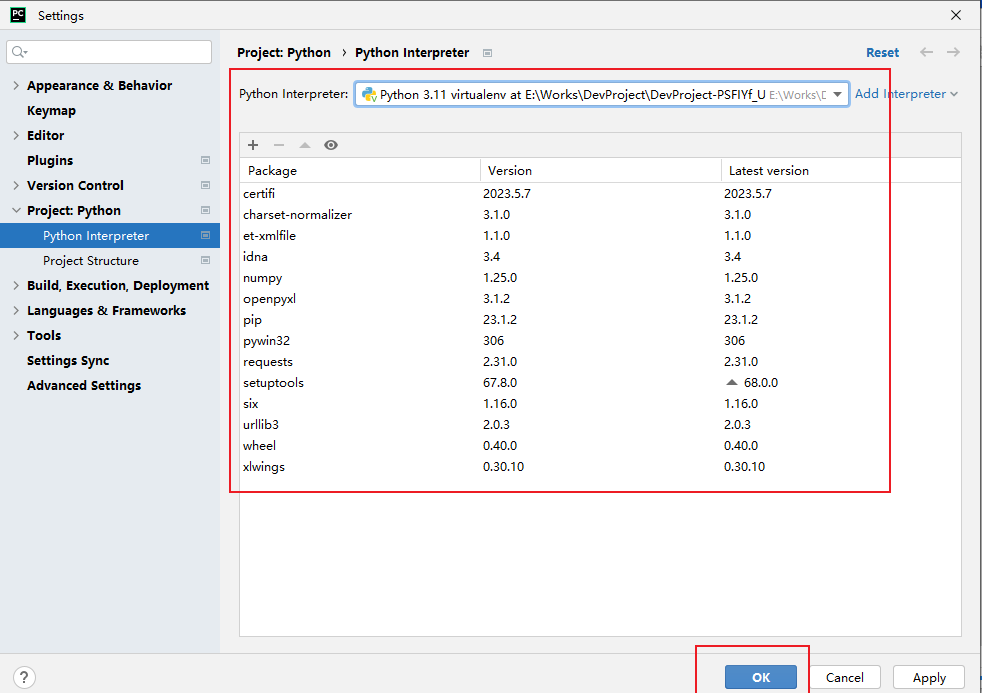 PC Settings
Project: Python › Python Interpreter Reset
Appearance & Behavior
Keymap
Editor
Plugins
Version Control
Project: Python
Python Interpreter
Project Structure
Build, Execution, Deployment
Languages & Frameworks
Tools
Settings Sync
Advanced Settings
Python Interpreter: Python 3.11 virtualenv at E:\Works\DevProject\DevProject-PSFIYf_U E:\Works\ Add Interpreter
Package Version Latest version
certifi 2023.5.7 2023.5.7
charset-normalizer 3.1.0 3.1.0
et-xmlfile 1.1.0 1.1.0
idna 3.4 3.4
numpy 1.25.0 1.25.0
openpyxl 3.1.2 3.1.2
pip 23.1.2 23.1.2
pywin32 306 306
requests 2.31.0 2.31.0
setuptools 67.8.0 68.0.0
six 1.16.0 1.16.0
urllib3 2.0.3 2.0.3
wheel 0.40.0 0.40.0
xlwings 0.30.10 0.30.10
? OK Cancel Apply